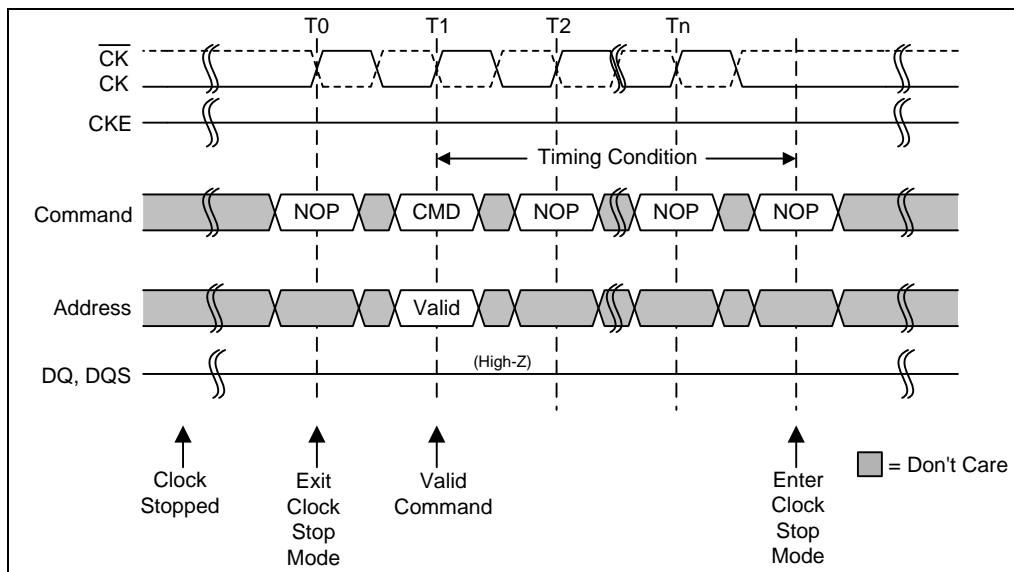 T0 T1 T2 Tn
CK
CK
CKE
Timing Condition
Command NOP CMD NOP NOP NOP
Address Valid
(High-Z)
DQ, DQS
Clock
Stopped
Exit
Clock
Stop
Mode
Valid
Command
Enter
Clock
Stop
Mode
= Don't Care